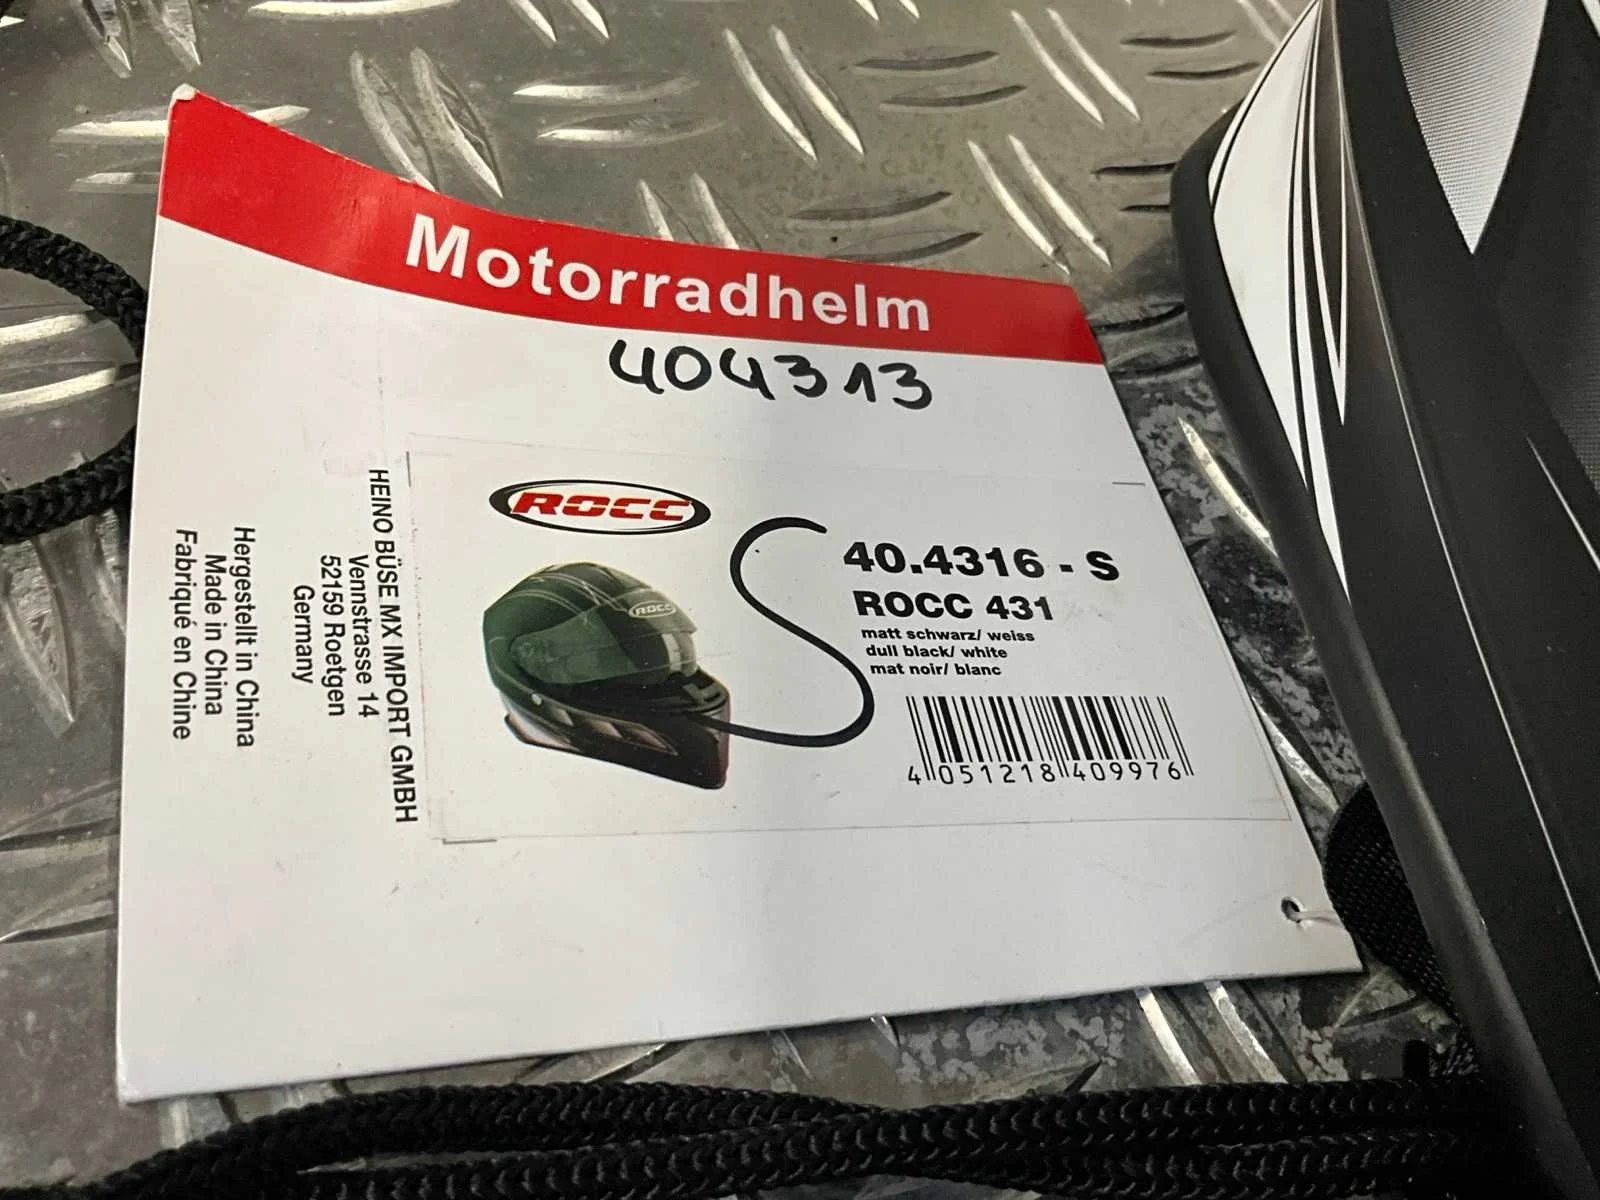 Motorradhelm
404313
ROCC
ROCC
S
40.4316 - S
ROCC 431
matt schwarz/ weiss
dull black/ white
mat noir/ blanc
4 051218 409976
HEINO BÜSE MX IMPORT GMBH
Vennstrasse 14
52159 Roetgen
Germany
Hergestellt in China
Made in China
Fabriqué en Chine